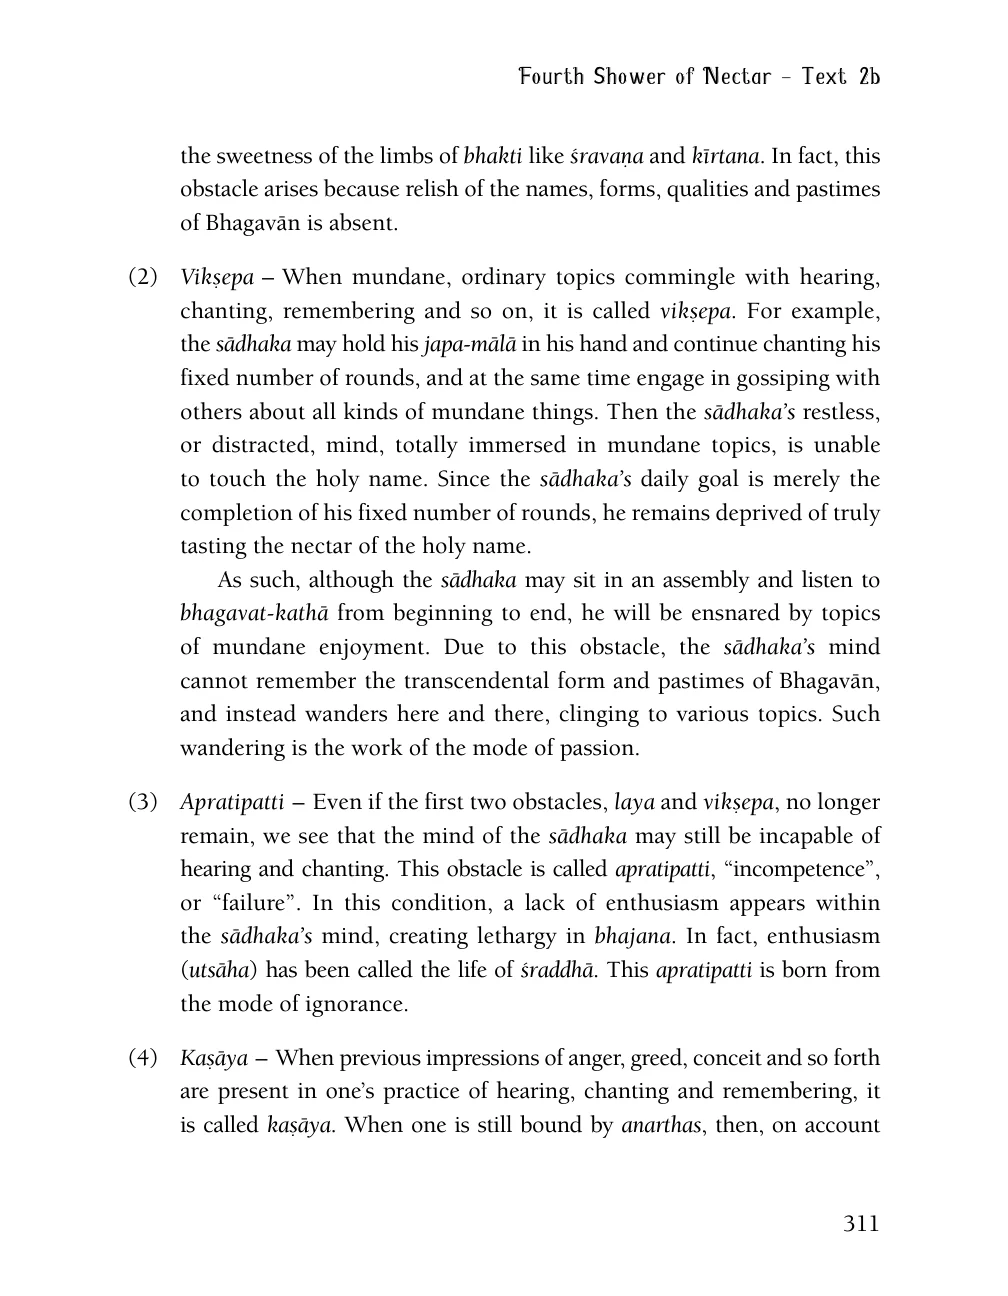 Fourth Shower of Nectar – Text 2b
the sweetness of the limbs of bhakti like śravaṇa and kīrtana. In fact, this
obstacle arises because relish of the names, forms, qualities and pastimes
of Bhagavān is absent.
(2) Vikṣepa – When mundane, ordinary topics commingle with hearing,
chanting, remembering and so on, it is called vikṣepa. For example,
the sādhaka may hold his japa-mālā in his hand and continue chanting his
fixed number of rounds, and at the same time engage in gossiping with
others about all kinds of mundane things. Then the sādhaka’s restless,
or distracted, mind, totally immersed in mundane topics, is unable
to touch the holy name. Since the sādhaka’s daily goal is merely the
completion of his fixed number of rounds, he remains deprived of truly
tasting the nectar of the holy name.
As such, although the sādhaka may sit in an assembly and listen to
bhagavat-kathā from beginning to end, he will be ensnared by topics
of mundane enjoyment. Due to this obstacle, the sādhaka’s mind
cannot remember the transcendental form and pastimes of Bhagavān,
and instead wanders here and there, clinging to various topics. Such
wandering is the work of the mode of passion.
(3) Apratipatti – Even if the first two obstacles, laya and vikṣepa, no longer
remain, we see that the mind of the sādhaka may still be incapable of
hearing and chanting. This obstacle is called apratipatti, “incompetence”,
or “failure”. In this condition, a lack of enthusiasm appears within
the sādhaka’s mind, creating lethargy in bhajana. In fact, enthusiasm
(utsāha) has been called the life of śraddhā. This apratipatti is born from
the mode of ignorance.
(4) Kaṣāya – When previous impressions of anger, greed, conceit and so forth
are present in one’s practice of hearing, chanting and remembering, it
is called kaṣāya. When one is still bound by anarthas, then, on account
311